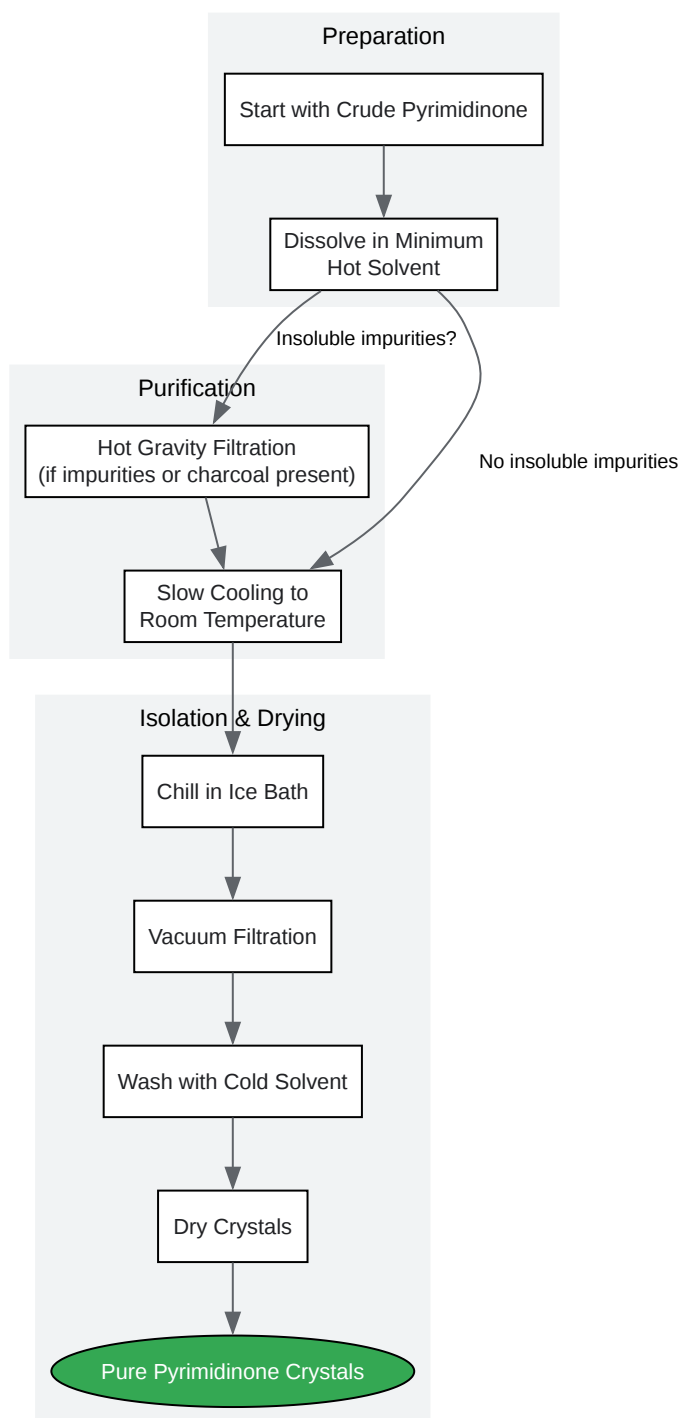 Preparation
Start with Crude Pyrimidinone
Dissolve in Minimum
Hot Solvent
Insoluble impurities?
Purification
Hot Gravity Filtration
(if impurities or charcoal present)
No insoluble impurities
Slow Cooling to
Room Temperature
Isolation & Drying
Chill in Ice Bath
Vacuum Filtration
Wash with Cold Solvent
Dry Crystals
Pure Pyrimidinone Crystals